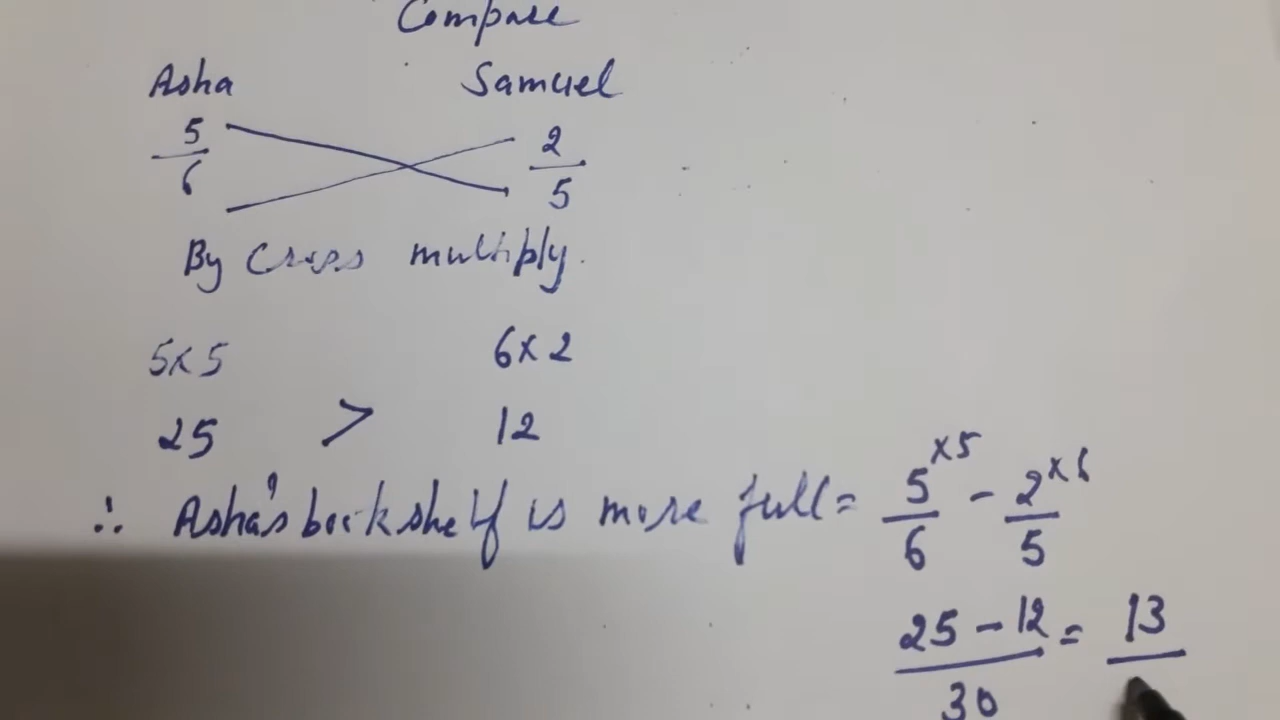 Compare
Asha Samuel
5/6 2/5
By Cross multiply.
5x5 6x2
25 > 12
∴ Asha's bookshelf is more full = 5/6 x5 - 2/5 x6
25-12/30 = 13